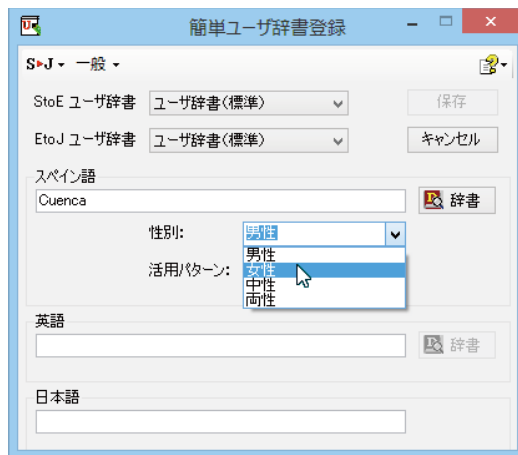 簡単ユーザ辞書登録
S▸J 一般
StoE ユーザ辞書 ユーザ辞書(標準) 保存
EtoJ ユーザ辞書 ユーザ辞書(標準) キャンセル
スペイン語
Cuenca 辞書
性別: 男性
男性
活用パターン: 女性
中性
両性
英語
辞書
日本語